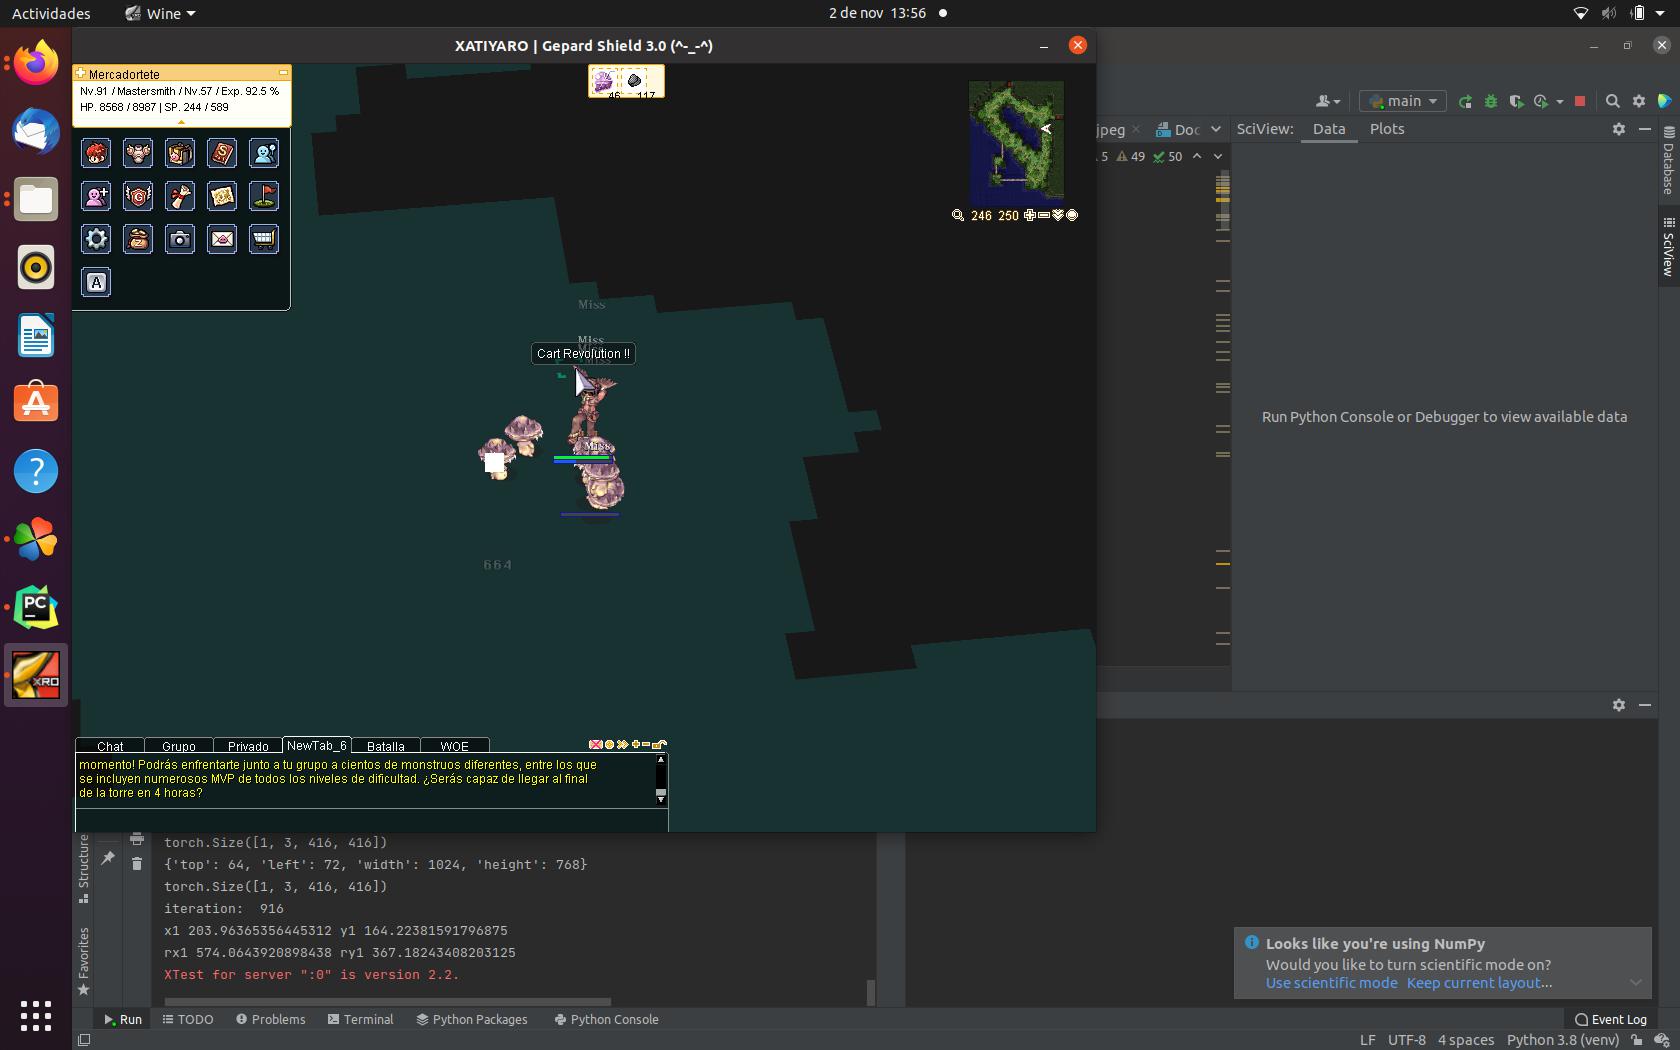 Actividades
Wine
2 de nov 13:56
XATIYARO | Gepard Shield 3.0 (^-_-^)
Mercadortete
Nv.91 / Mastersmith / Nv.57 / Exp. 92.5 %
HP. 8568 / 8987 | SP. 244 / 589
46 117
246 250
main
jpeg
Doc
SciView:
Data
Plots
5 49 50
Database
SciView
Miss
Miss
Cart Revolution !!
Miss
664
Run Python Console or Debugger to view available data
A
PC
XRO
Chat
Grupo
Privado
NewTab_6
Batalla
WOE
momento! Podrás enfrentarte junto a tu grupo a cientos de monstruos diferentes, entre los que
se incluyen numerosos MVP de todos los niveles de dificultad. ¿Serás capaz de llegar al final
de la torre en 4 horas?
Structure
Favorites
torch.Size([1, 3, 416, 416])
{'top': 64, 'left': 72, 'width': 1024, 'height': 768}
torch.Size([1, 3, 416, 416])
iteration: 916
x1 203.96365356445312 y1 164.22381591796875
rx1 574.0643920898438 ry1 367.18243408203125
XTest for server ":0" is version 2.2.
Looks like you're using NumPy
Would you like to turn scientific mode on?
Use scientific mode Keep current layout...
Run
TODO
Problems
Terminal
Python Packages
Python Console
Event Log
LF UTF-8 4 spaces Python 3.8 (venv)